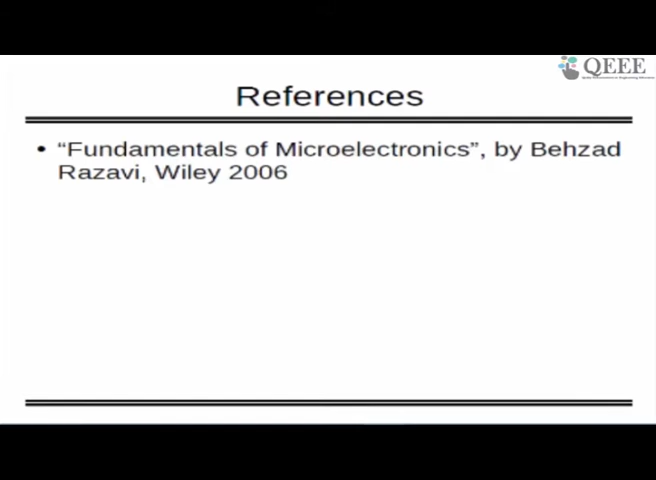 QEEE
References
• “Fundamentals of Microelectronics”, by Behzad
Razavi, Wiley 2006